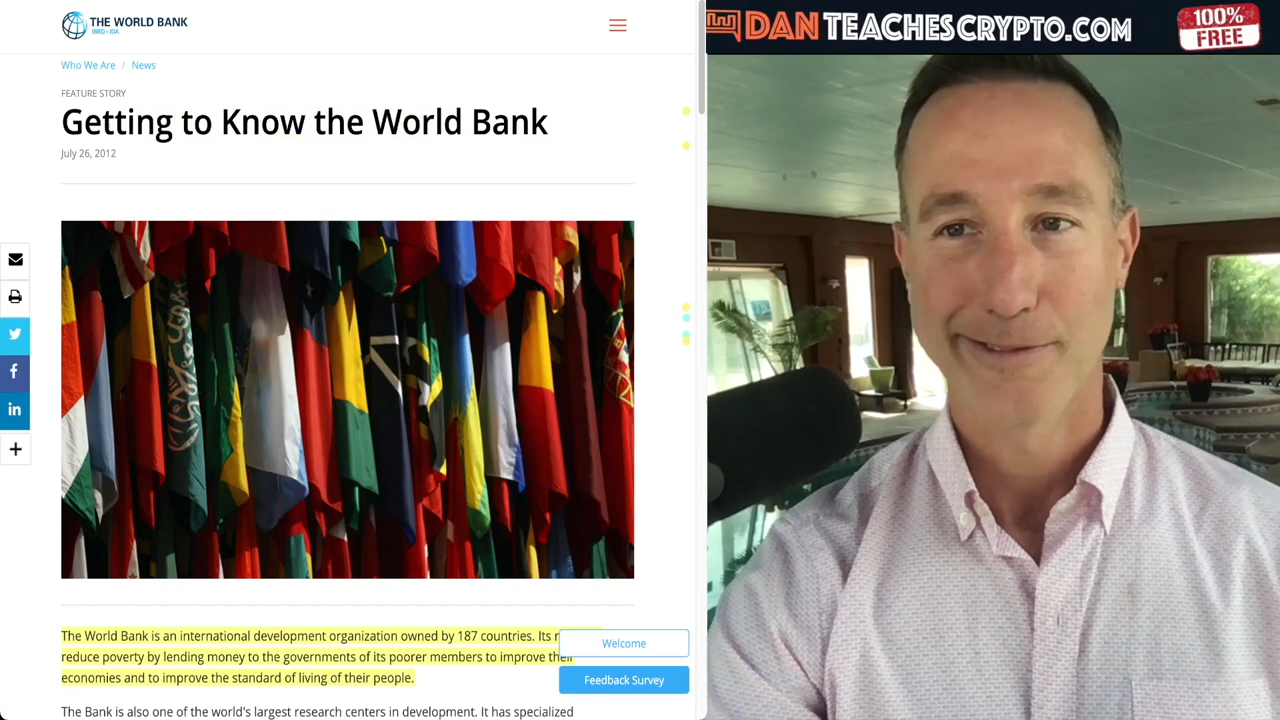 THE WORLD BANK
IBRD • IDA
Who We Are / News
FEATURE STORY
Getting to Know the World Bank
July 26, 2012
The World Bank is an international development organization owned by 187 countries. Its
reduce poverty by lending money to the governments of its poorer members to improve their
economies and to improve the standard of living of their people.
The Bank is also one of the world's largest research centers in development. It has specialized
Welcome
Feedback Survey
DANTEACHESCRYPTO.COM
100%
FREE